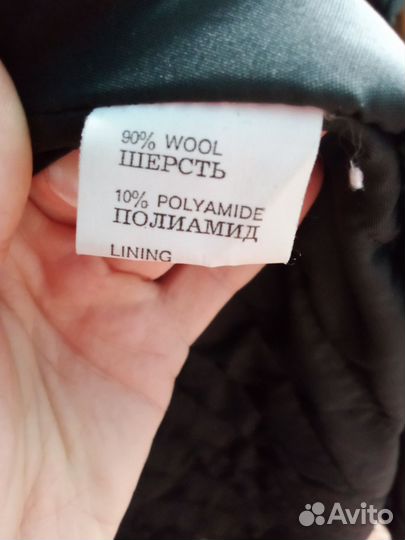 90% WOOL
ШЕРСТЬ
10% POLYAMIDE
ПОЛИАМИД
LINING
Avito